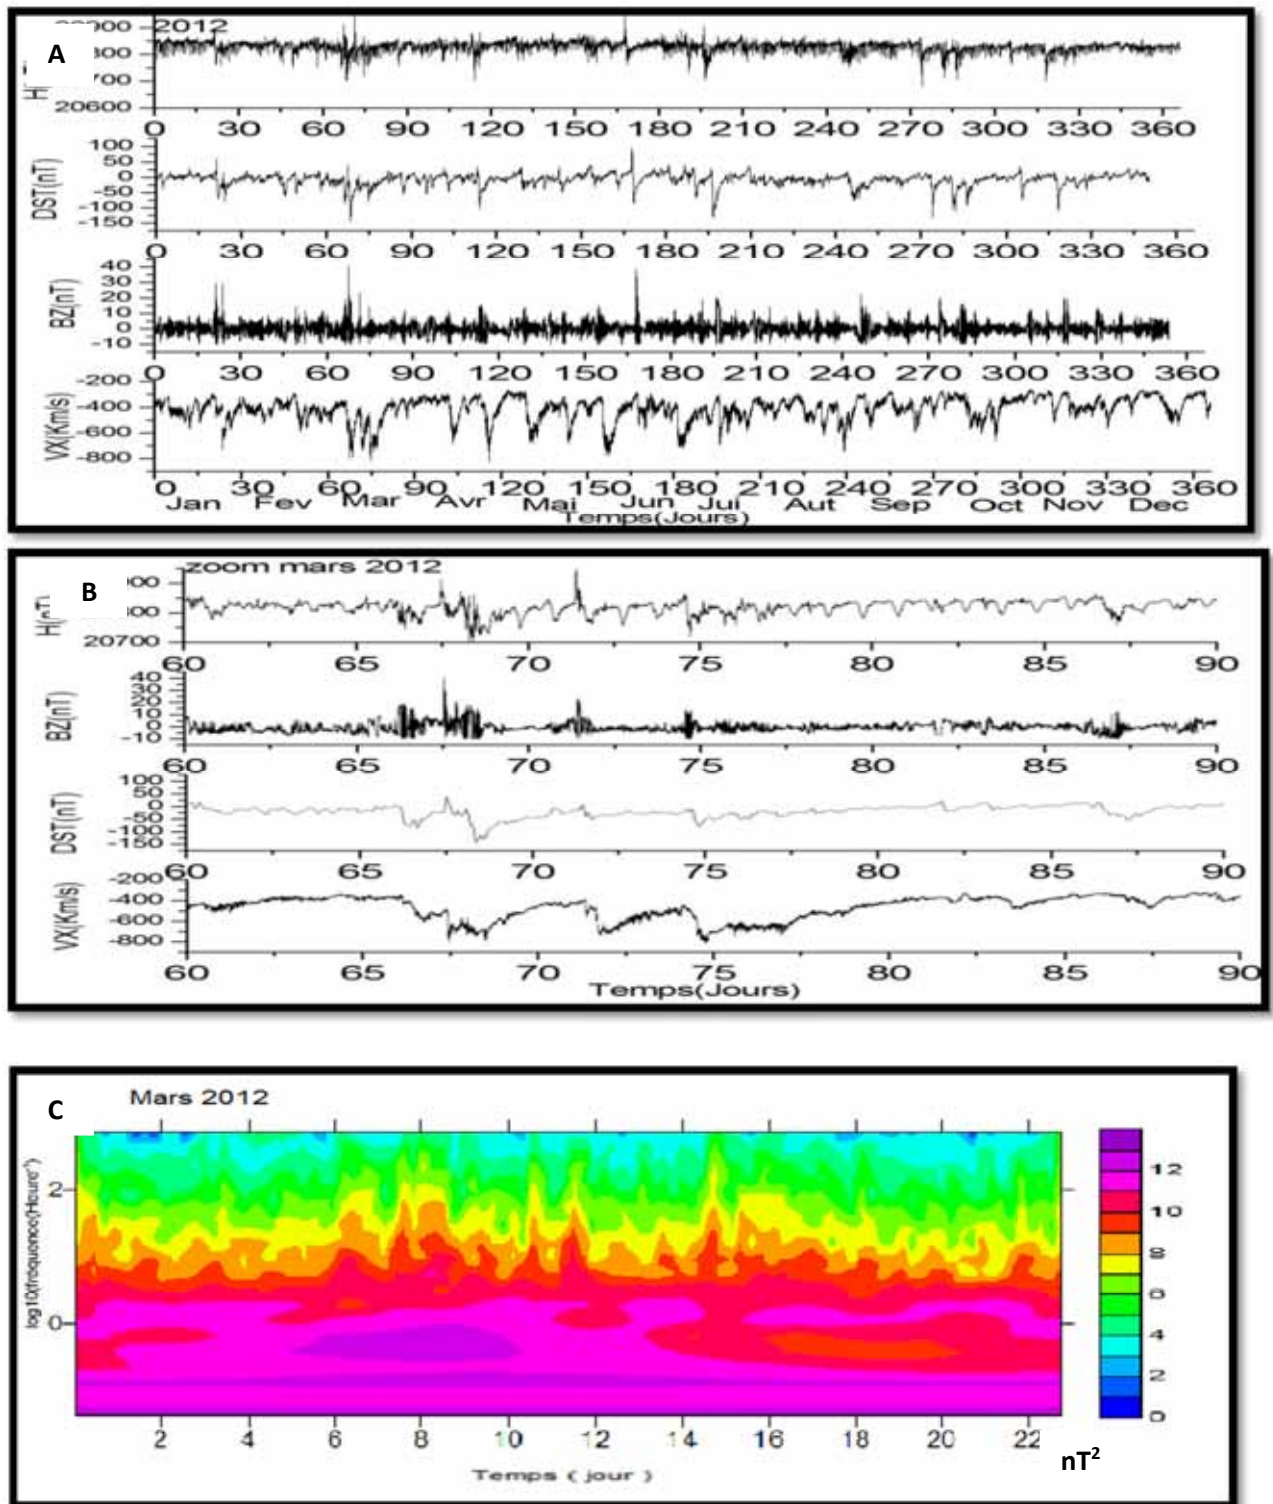 A
2012
800
700
20600
0 30 60 90 120 150 180 210 240 270 300 330 360
DST(nT)
100
50
0
-50
-100
-150
0 30 60 90 120 150 180 210 240 270 300 330 360
BZ(nT)
40
30
20
10
0
-10
0 30 60 90 120 150 180 210 240 270 300 330 360
VX(Km/s)
-200
-400
-600
-800
0 30 60 90 120 150 180 210 240 270 300 330 360
Jan Fev Mar Avr Mai Jun Jui Aut Sep Oct Nov Dec
Temps(Jours)
B
zoom mars 2012
H(nT)
20700
60 65 70 75 80 85 90
BZ(nT)
40
30
20
10
0
-10
60 65 70 75 80 85 90
DST(nT)
100
50
0
-50
-100
-150
60 65 70 75 80 85 90
VX(Km/s)
-200
-400
-600
-800
60 65 70 75 80 85 90
Temps(Jours)
C
Mars 2012
log10(frequence(Heure⁻¹)
2
0
2 4 6 8 10 12 14 16 18 20 22
Temps ( jour )
12
10
8
6
4
2
0
nT²